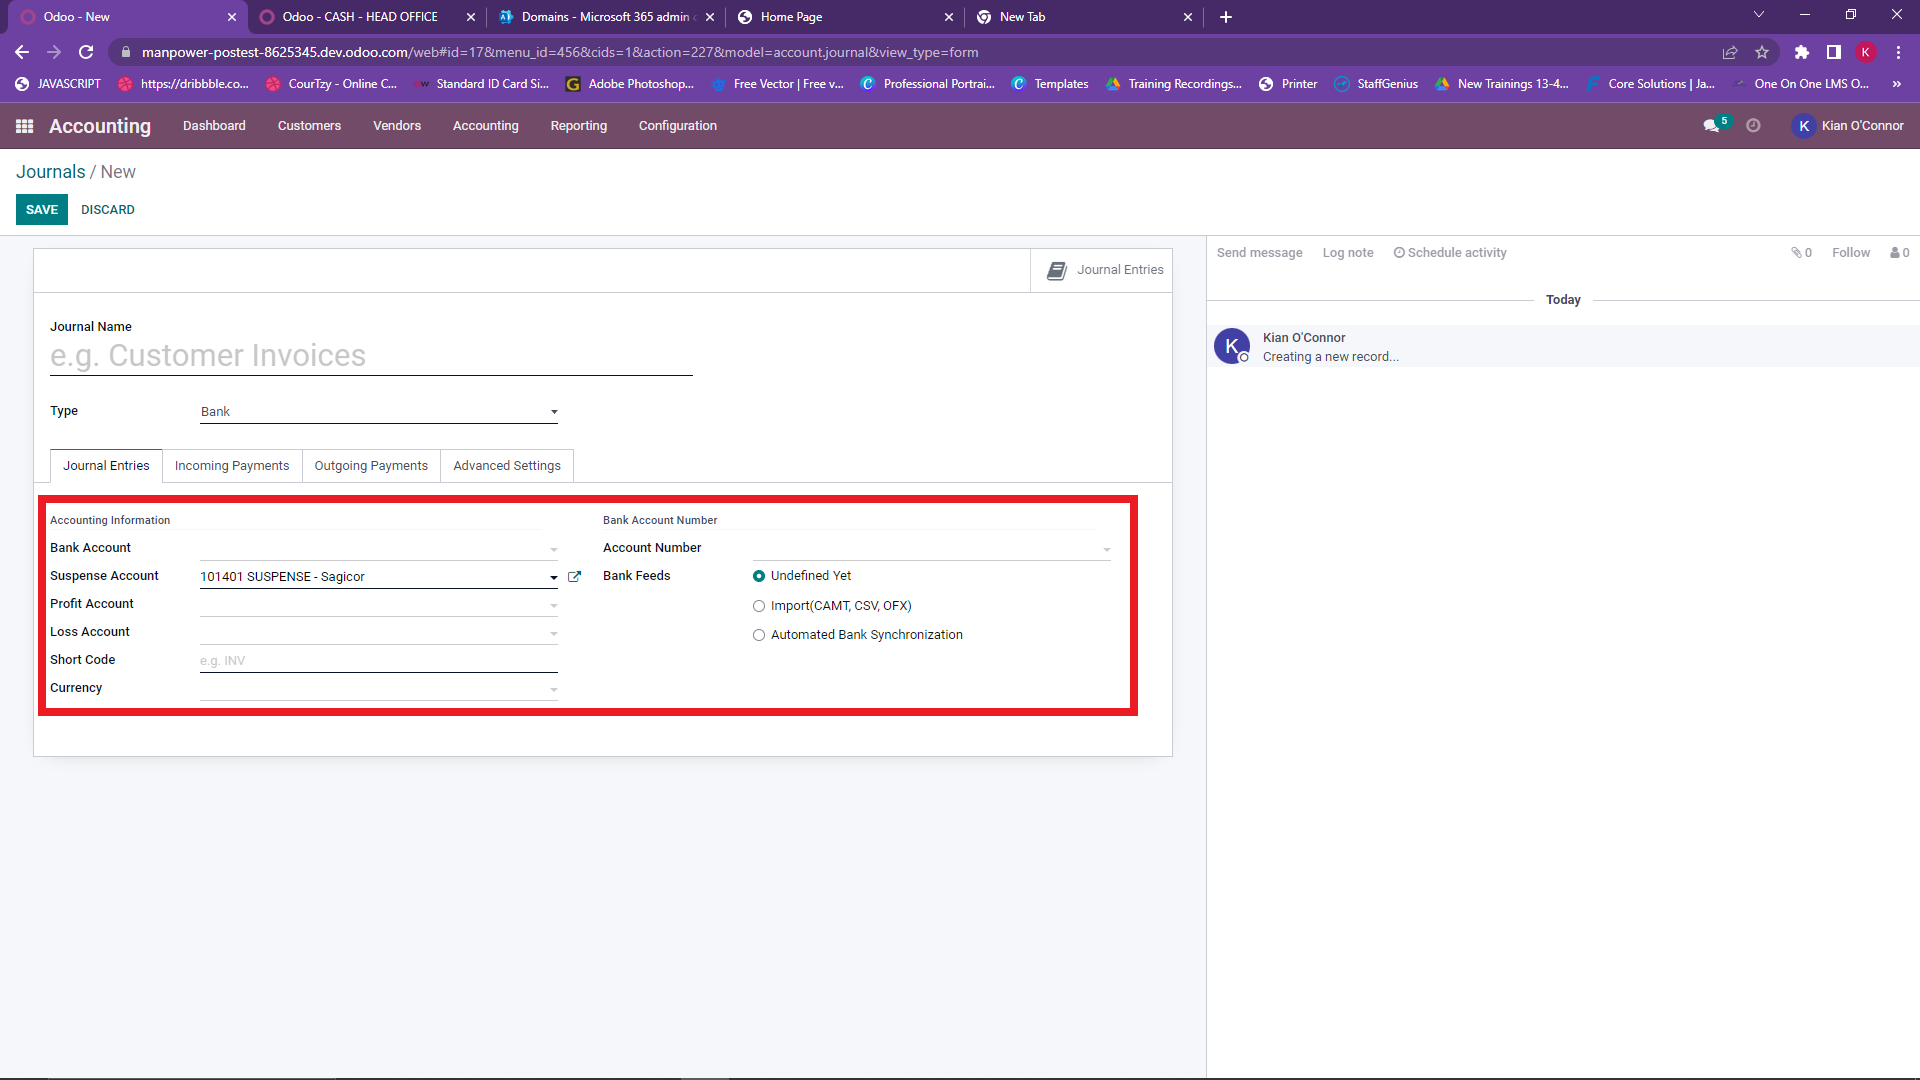 Odoo - New
Odoo - CASH - HEAD OFFICE
Domains - Microsoft 365 admin
Home Page
New Tab
manpower-postest-8625345.dev.odoo.com/web#id=17&menu_id=456&cids=1&action=227&model=account.journal&view_type=form
K
JAVASCRIPT
https://dribbble.co...
CourTzy - Online C...
Standard ID Card Si...
Adobe Photoshop...
Free Vector | Free v...
Professional Portrai...
Templates
Training Recordings...
Printer
StaffGenius
New Trainings 13-4...
Core Solutions | Ja...
One On One LMS O...
»
Accounting
Dashboard
Customers
Vendors
Accounting
Reporting
Configuration
5
K
Kian O'Connor
Journals / New
SAVE
DISCARD
Journal Entries
Send message
Log note
Schedule activity
0
Follow
0
Today
K
Kian O'Connor
Creating a new record...
Journal Name
e.g. Customer Invoices
Type
Bank
Journal Entries
Incoming Payments
Outgoing Payments
Advanced Settings
Accounting Information
Bank Account
Suspense Account
101401 SUSPENSE - Sagicor
Profit Account
Loss Account
Short Code
e.g. INV
Currency
Bank Account Number
Account Number
Bank Feeds
Undefined Yet
Import(CAMT, CSV, OFX)
Automated Bank Synchronization